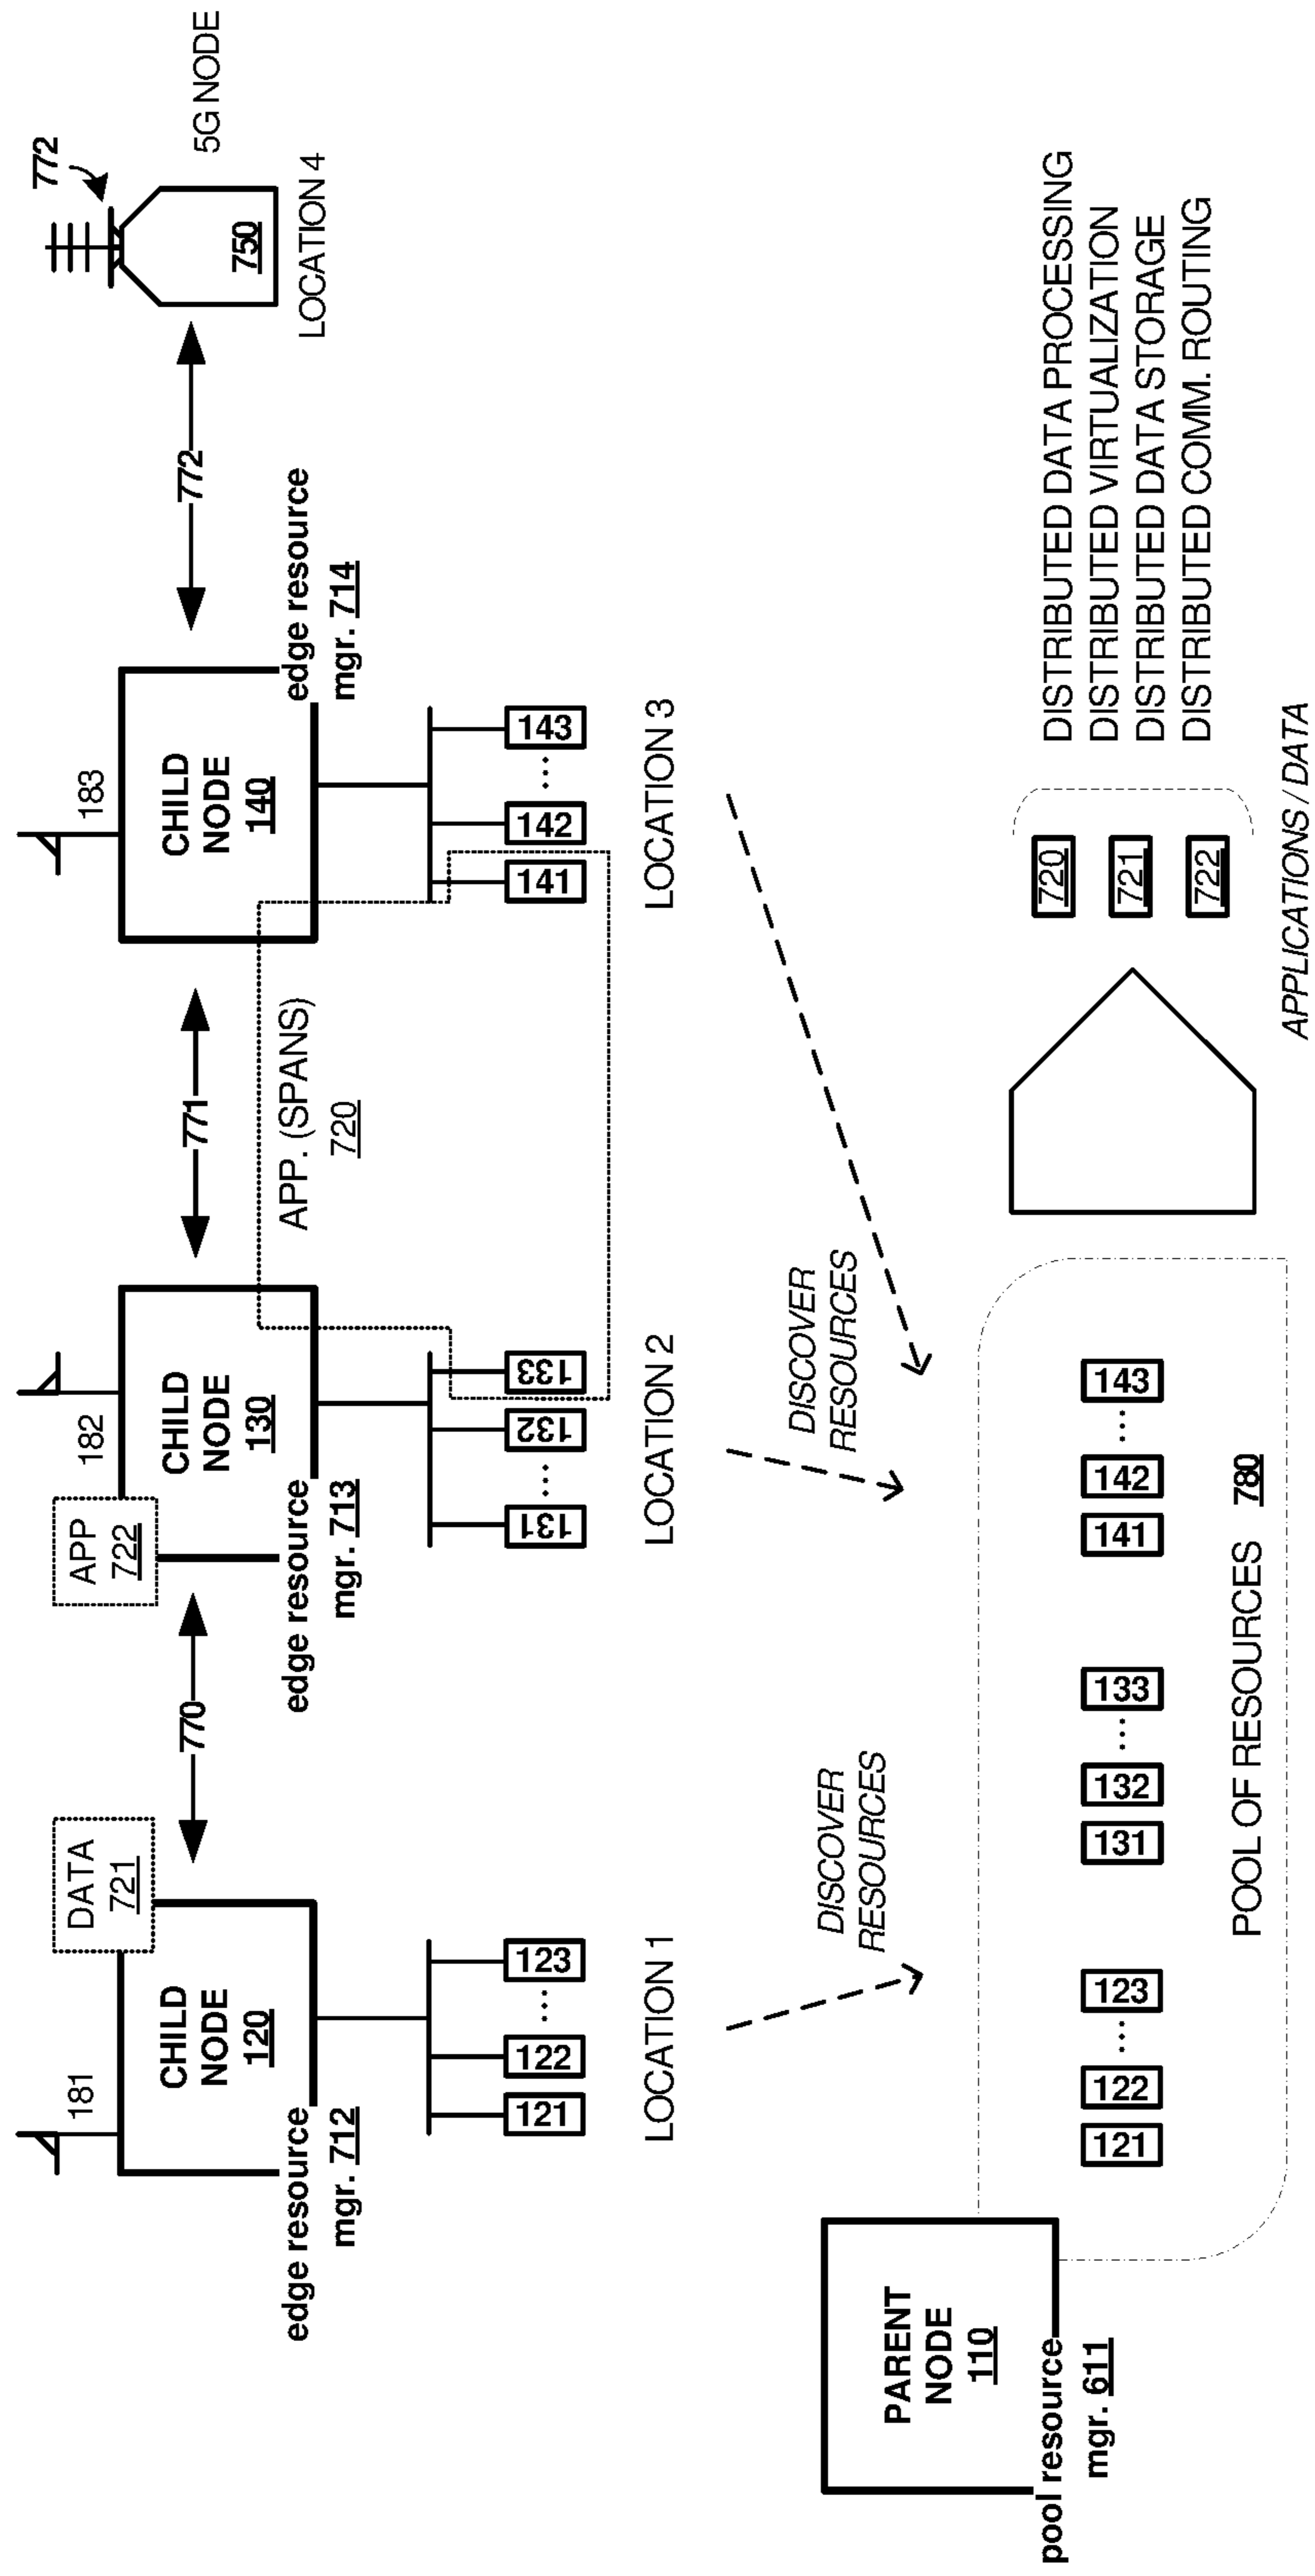 181
182
183
772
DATA
721
APP
722
CHILD
NODE
120
770
CHILD
NODE
130
771
CHILD
NODE
140
772
750
5G NODE
LOCATION 4
edge resource
mgr. 712
edge resource
mgr. 713
APP. (SPANS)
720
edge resource
mgr. 714
121 122 ... 123
131 ... 132 133
141 142 ... 143
LOCATION 1
LOCATION 2
LOCATION 3
DISCOVER
RESOURCES
DISCOVER
RESOURCES
PARENT
NODE
110
pool resource
mgr. 611
121 122 ... 123 131 132 ... 133 141 142 ... 143
POOL OF RESOURCES 780
720
721
722
APPLICATIONS / DATA
DISTRIBUTED DATA PROCESSING
DISTRIBUTED VIRTUALIZATION
DISTRIBUTED DATA STORAGE
DISTRIBUTED COMM. ROUTING